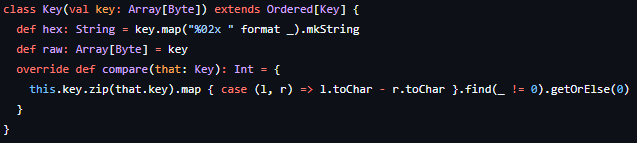 class Key(val key: Array[Byte]) extends Ordered[Key] {
  def hex: String = key.map("%02x " format _).mkString
  def raw: Array[Byte] = key
  override def compare(that: Key): Int = {
    this.key.zip(that.key).map { case (l, r) => l.toChar - r.toChar }.find(_ != 0).getOrElse(0)
  }
}